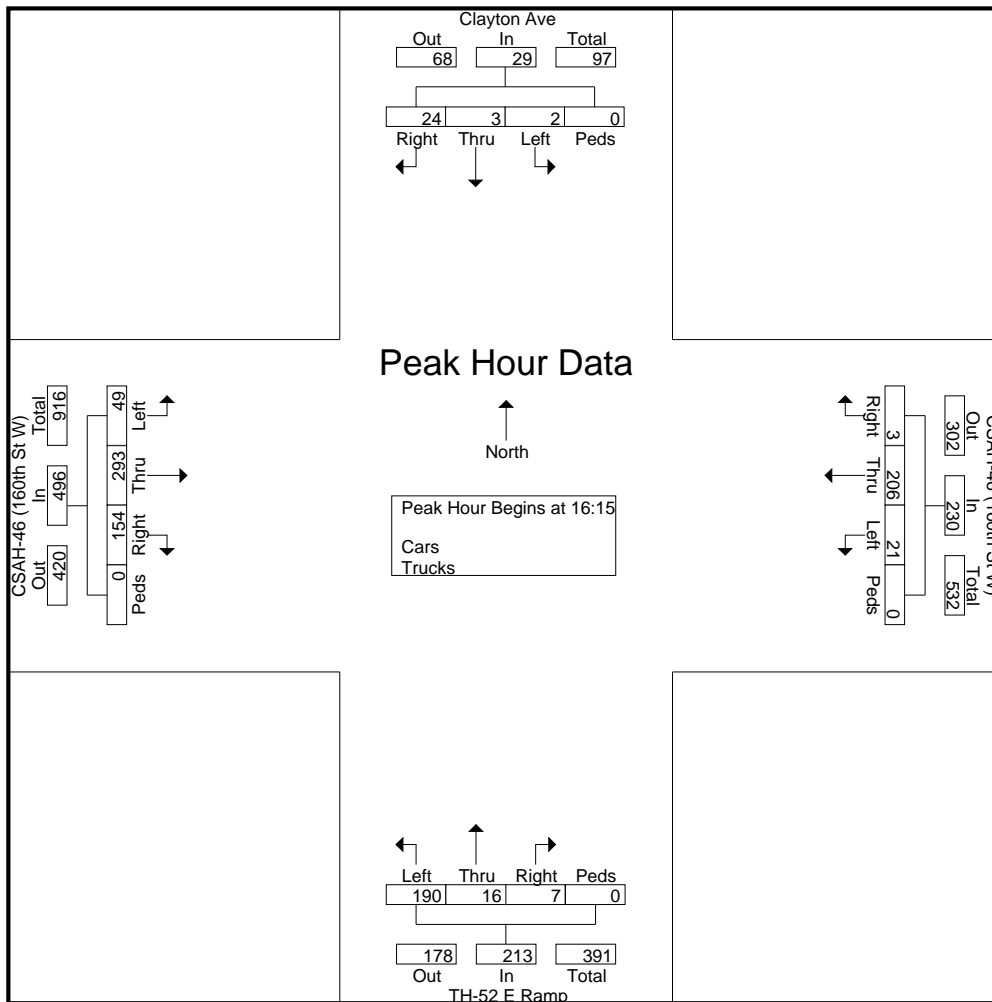 Clayton Ave
Out In Total
68 29 97
24 3 2 0
Right Thru Left Peds
Peak Hour Data
North
Peak Hour Begins at 16:15
Cars
Trucks
CSAH-46 (160th St W)
Out In Total
420 496 916
0 154 293 49
Peds Right Thru Left
CSAH-46 (160th St W)
Out In Total
302 230 532
3 206 21 0
Right Thru Left Peds
Left Thru Right Peds
190 16 7 0
178 213 391
Out In Total
TH-52 E Ramp